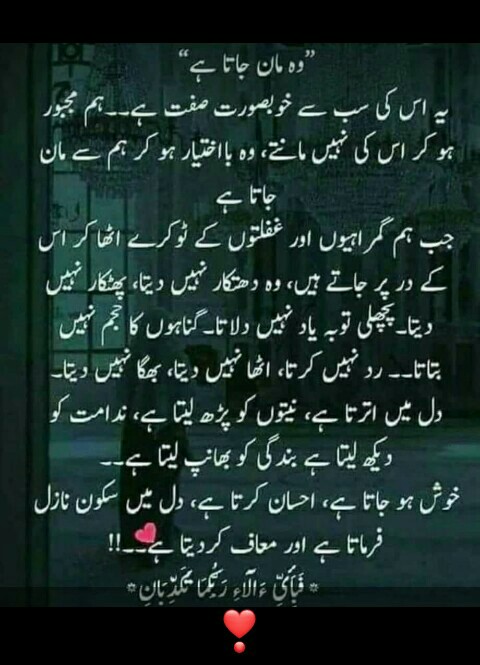 ”وہ مان جاتا ہے“
یہ اس کی سب سے خوبصورت صفت ہے۔۔ہم مجبور
ہو کر اس کی نہیں مانتے، وہ بااختیار ہو کر ہم سے مان
جاتا ہے
جب ہم گمراہیوں اور غفلتوں کے ٹوکرے اٹھا کر اس
کے در پر جاتے ہیں، وہ دھتکار نہیں دیتا، پھٹکار نہیں
دیتا۔ پچھلی توبہ یاد نہیں دلاتا۔ گناہوں کا حجم نہیں
بتاتا۔۔ رد نہیں کرتا، اٹھا نہیں دیتا، بھگا نہیں دیتا۔
دل میں اترتا ہے، نیتوں کو پڑھ لیتا ہے، ندامت کو
دیکھ لیتا ہے بندگی کو بھانپ لیتا ہے۔۔
خوش ہو جاتا ہے، احسان کرتا ہے، دل میں سکون نازل
فرماتا ہے اور معاف کر دیتا ہے۔۔!!
* فَبِأَيِّ ءَالَآءِ رَبِّكُمَا تُكَذِّبَانِ *